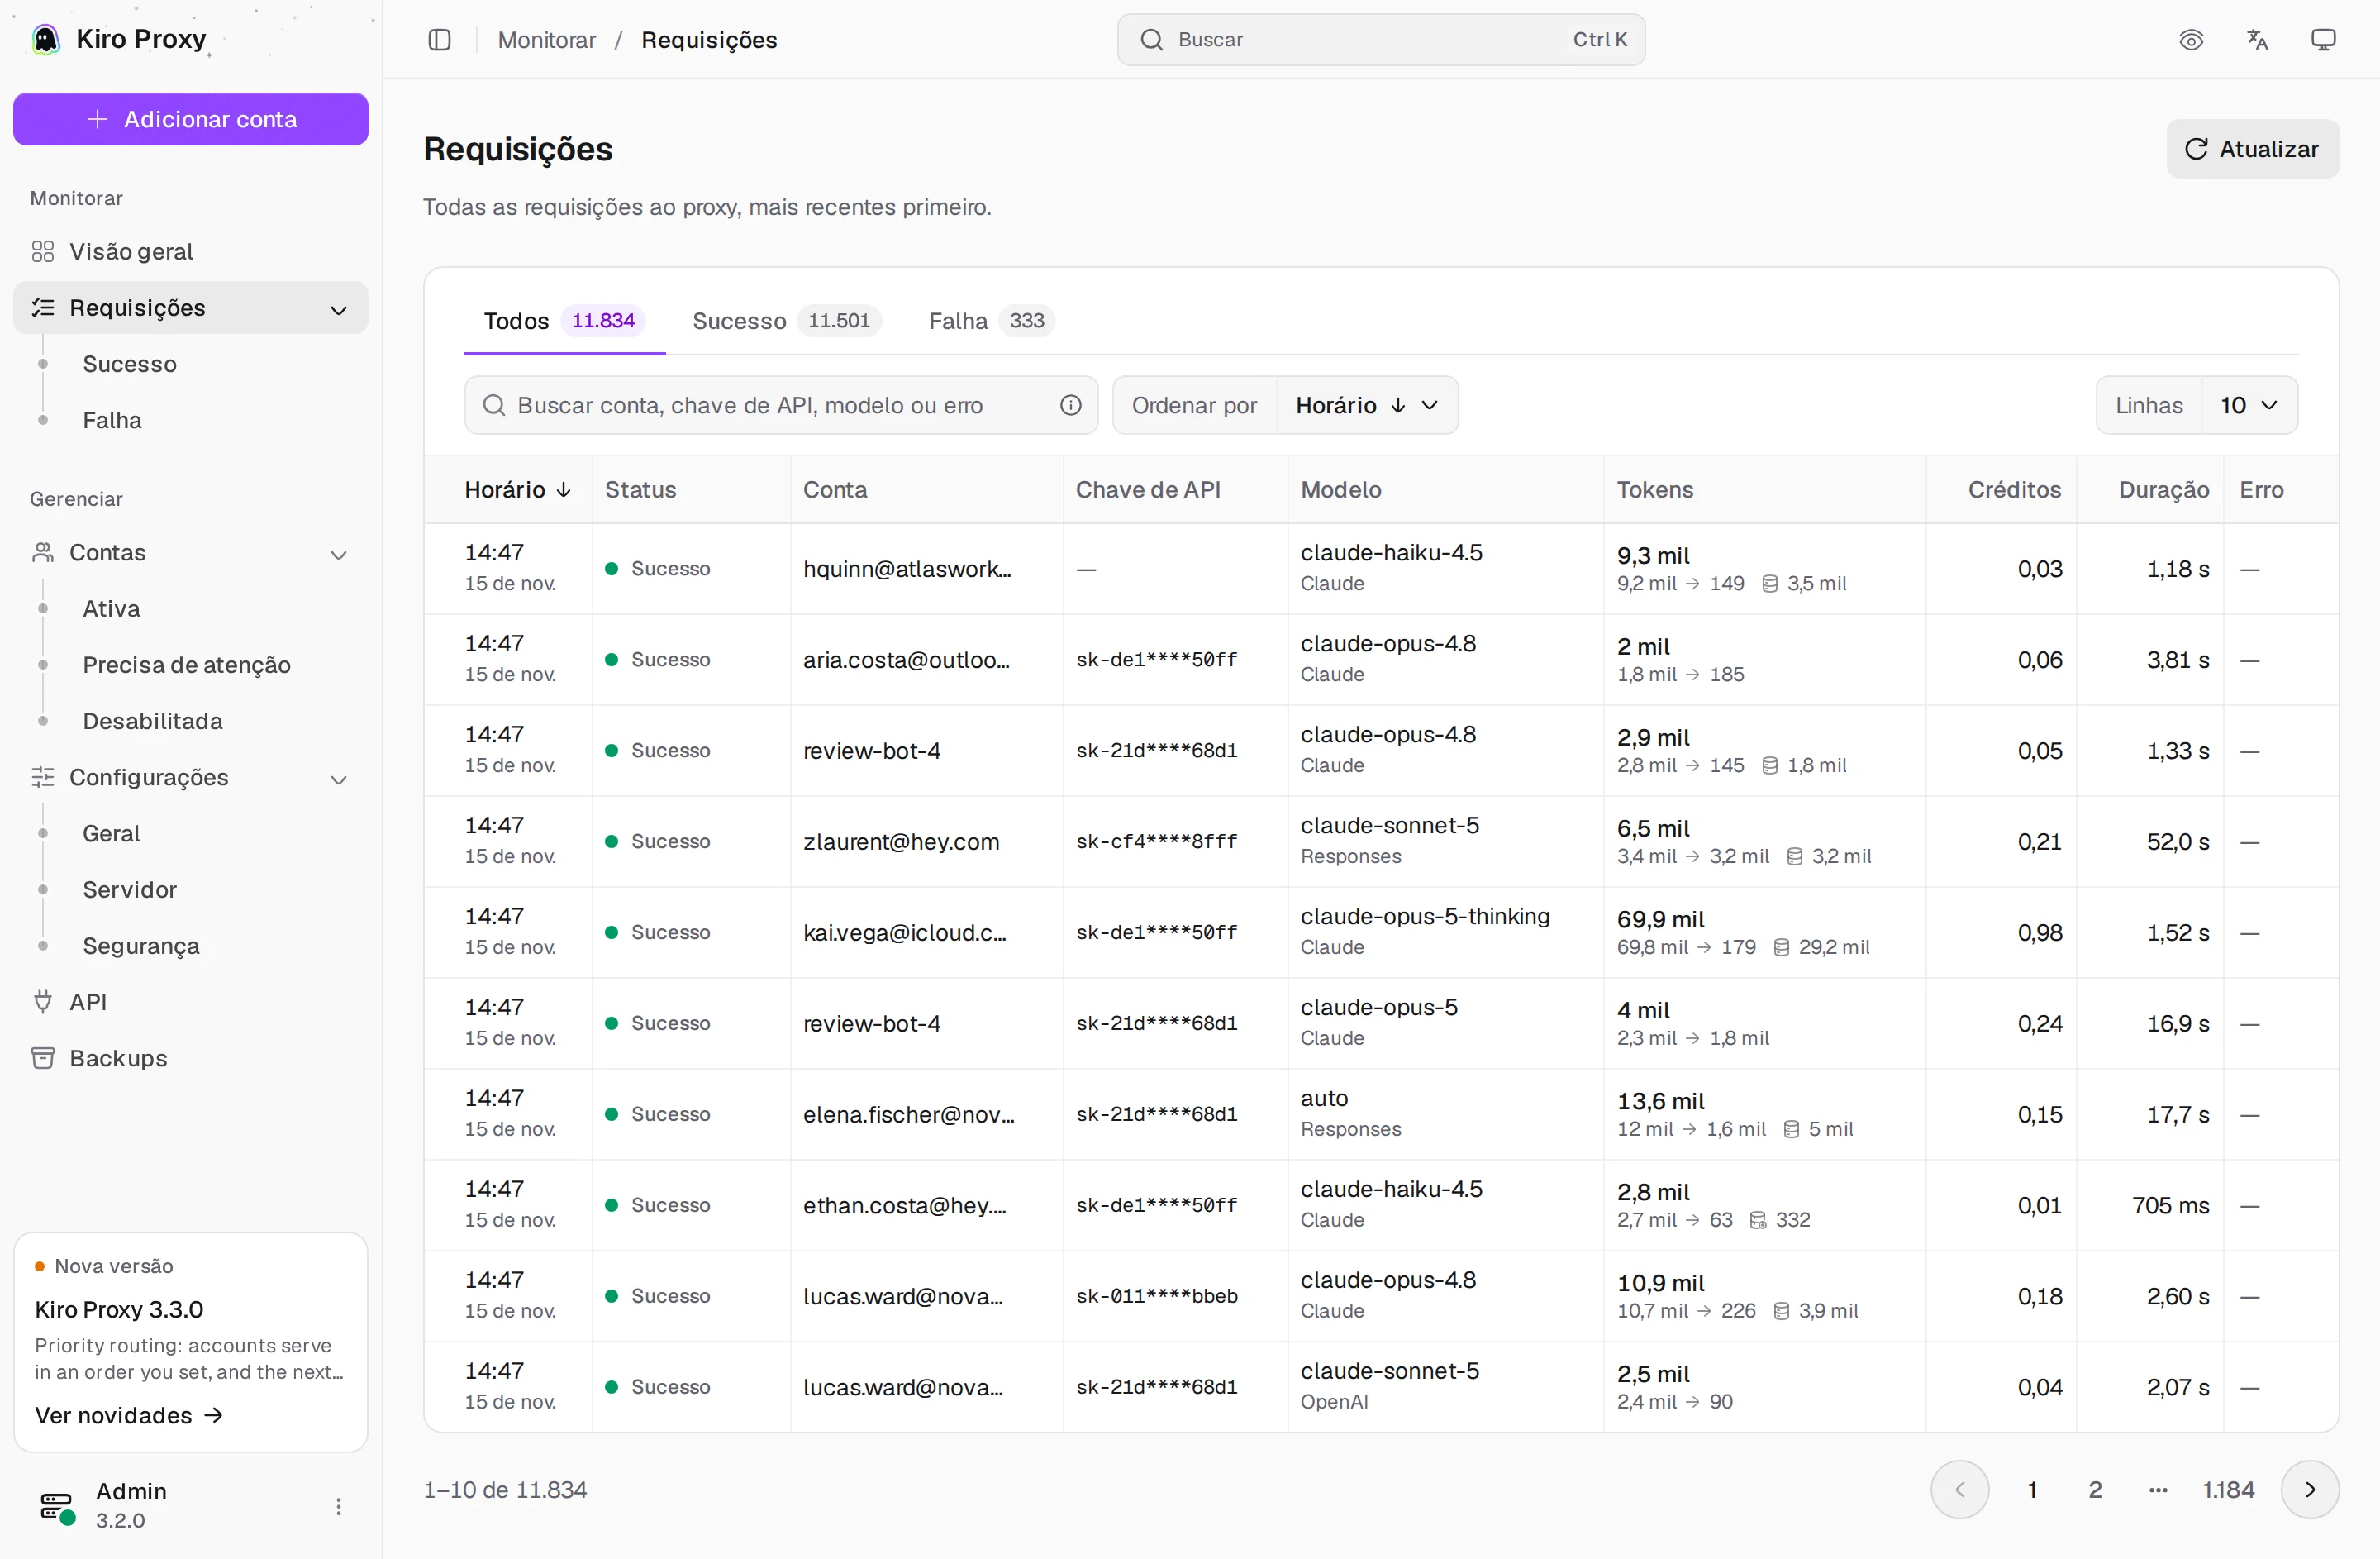 Kiro Proxy
Adicionar conta
Monitorar
Visão geral
Requisições
Sucesso
Falha
Gerenciar
Contas
Ativa
Precisa de atenção
Desabilitada
Configurações
Geral
Servidor
Segurança
API
Backups
Nova versão
Kiro Proxy 3.3.0
Priority routing: accounts serve
in an order you set, and the next...
Ver novidades →
Admin
3.2.0
Monitorar / Requisições
Buscar Ctrl K
Requisições
Atualizar
Todas as requisições ao proxy, mais recentes primeiro.
Todos 11.834 Sucesso 11.501 Falha 333
Buscar conta, chave de API, modelo ou erro
Ordenar por Horário ↓
Linhas 10
Horário ↓ Status Conta Chave de API Modelo Tokens Créditos Duração Erro
14:47 Sucesso hquinn@atlaswork... — claude-haiku-4.5 9,3 mil 0,03 1,18 s —
15 de nov. Claude 9,2 mil → 149 3,5 mil
14:47 Sucesso aria.costa@outloo... sk-de1****50ff claude-opus-4.8 2 mil 0,06 3,81 s —
15 de nov. Claude 1,8 mil → 185
14:47 Sucesso review-bot-4 sk-21d****68d1 claude-opus-4.8 2,9 mil 0,05 1,33 s —
15 de nov. Claude 2,8 mil → 145 1,8 mil
14:47 Sucesso zlaurent@hey.com sk-cf4****8fff claude-sonnet-5 6,5 mil 0,21 52,0 s —
15 de nov. Responses 3,4 mil → 3,2 mil 3,2 mil
14:47 Sucesso kai.vega@icloud.c... sk-de1****50ff claude-opus-5-thinking 69,9 mil 0,98 1,52 s —
15 de nov. Claude 69,8 mil → 179 29,2 mil
14:47 Sucesso review-bot-4 sk-21d****68d1 claude-opus-5 4 mil 0,24 16,9 s —
15 de nov. Claude 2,3 mil → 1,8 mil
14:47 Sucesso elena.fischer@nov... sk-21d****68d1 auto 13,6 mil 0,15 17,7 s —
15 de nov. Responses 12 mil → 1,6 mil 5 mil
14:47 Sucesso ethan.costa@hey.... sk-de1****50ff claude-haiku-4.5 2,8 mil 0,01 705 ms —
15 de nov. Claude 2,7 mil → 63 332
14:47 Sucesso lucas.ward@nova... sk-011****bbeb claude-opus-4.8 10,9 mil 0,18 2,60 s —
15 de nov. Claude 10,7 mil → 226 3,9 mil
14:47 Sucesso lucas.ward@nova... sk-21d****68d1 claude-sonnet-5 2,5 mil 0,04 2,07 s —
15 de nov. OpenAI 2,4 mil → 90
1–10 de 11.834
1 2 ... 1.184